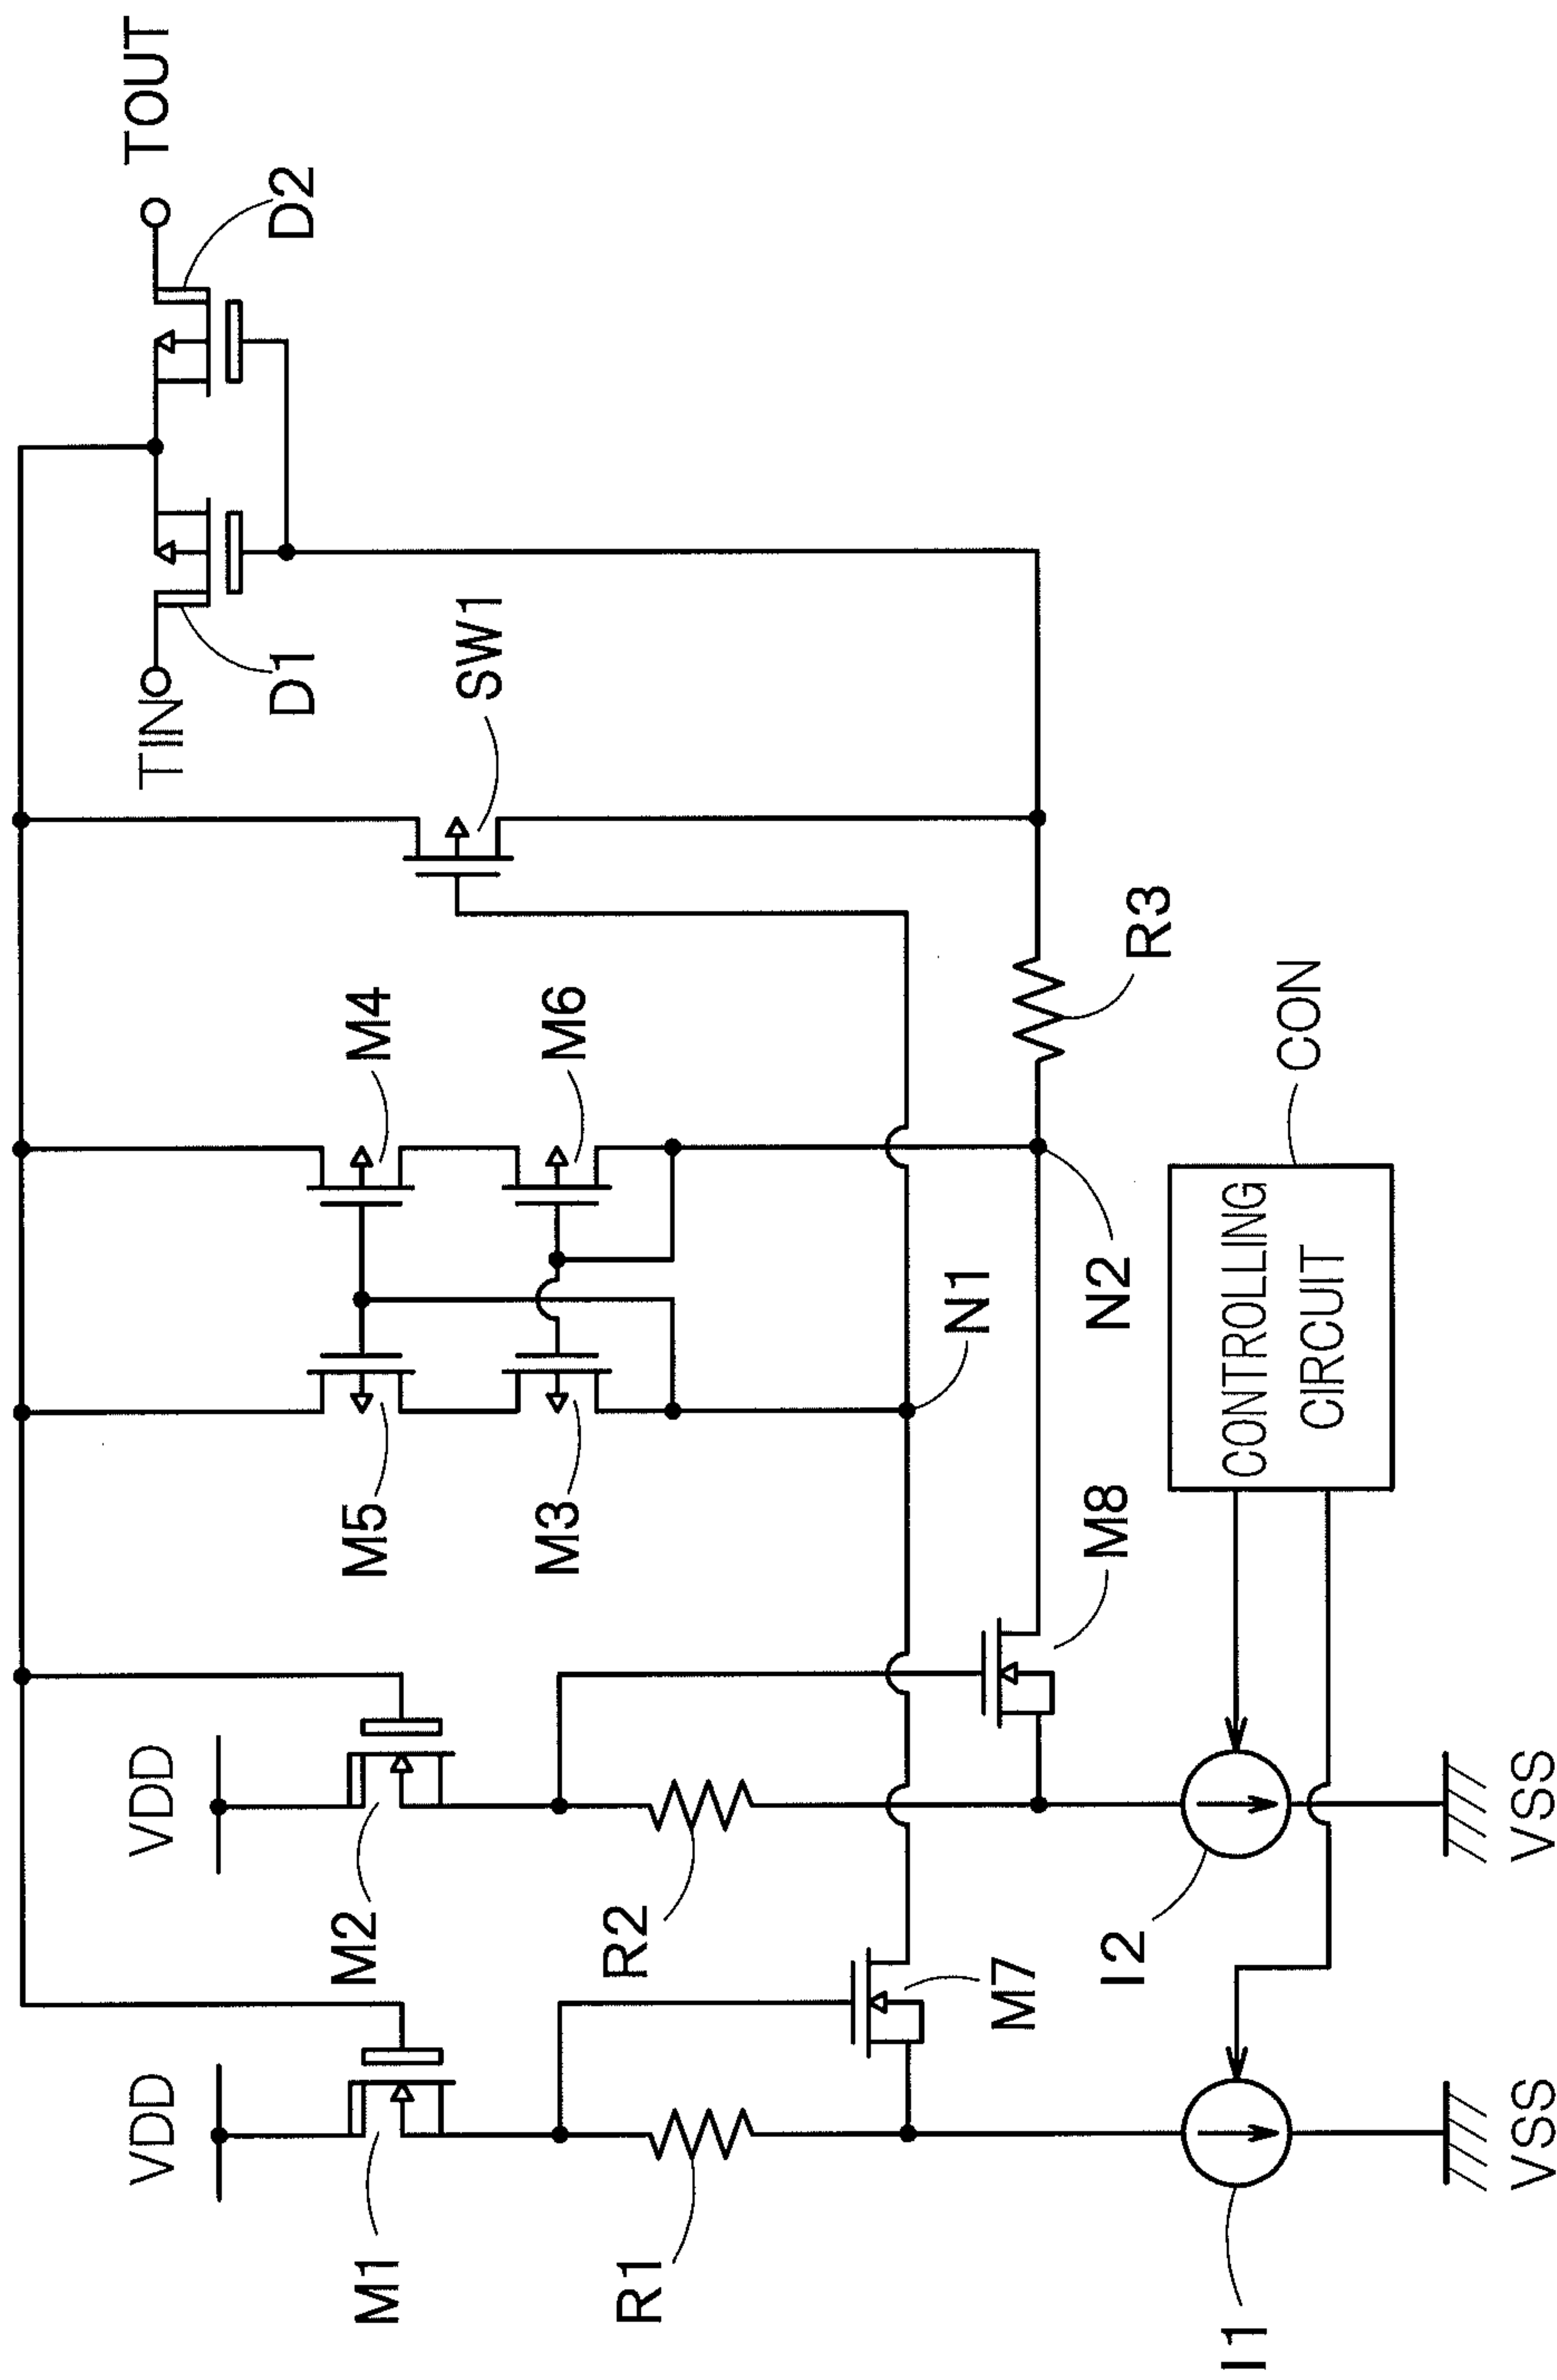 TOUT
D2
TIN
D1
SW1
M4
M6
R3
CON
M5
M3
N1
N2
CONTROLLING
CIRCUIT
M8
VDD
M2
R2
M7
I2
VSS
VDD
M1
R1
I1
VSS